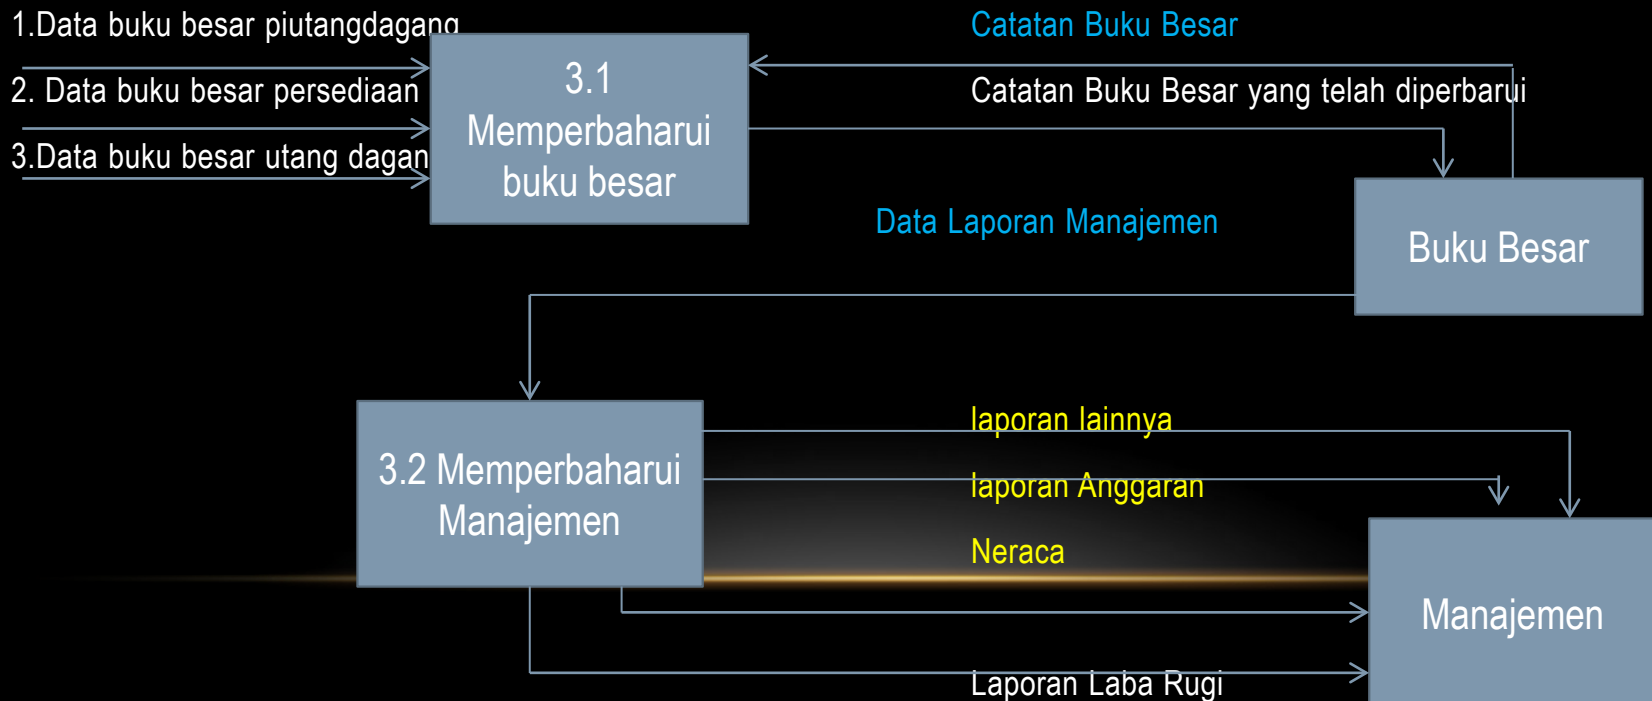 1.Data buku besar piutangdagang
2. Data buku besar persediaan
3.Data buku besar utang dagan
3.1
Memperbaharui
buku besar
Catatan Buku Besar
Catatan Buku Besar yang telah diperbarui
Data Laporan Manajemen
Buku Besar
3.2 Memperbaharui
Manajemen
laporan lainnya
laporan Anggaran
Neraca
Laporan Laba Rugi
Manajemen